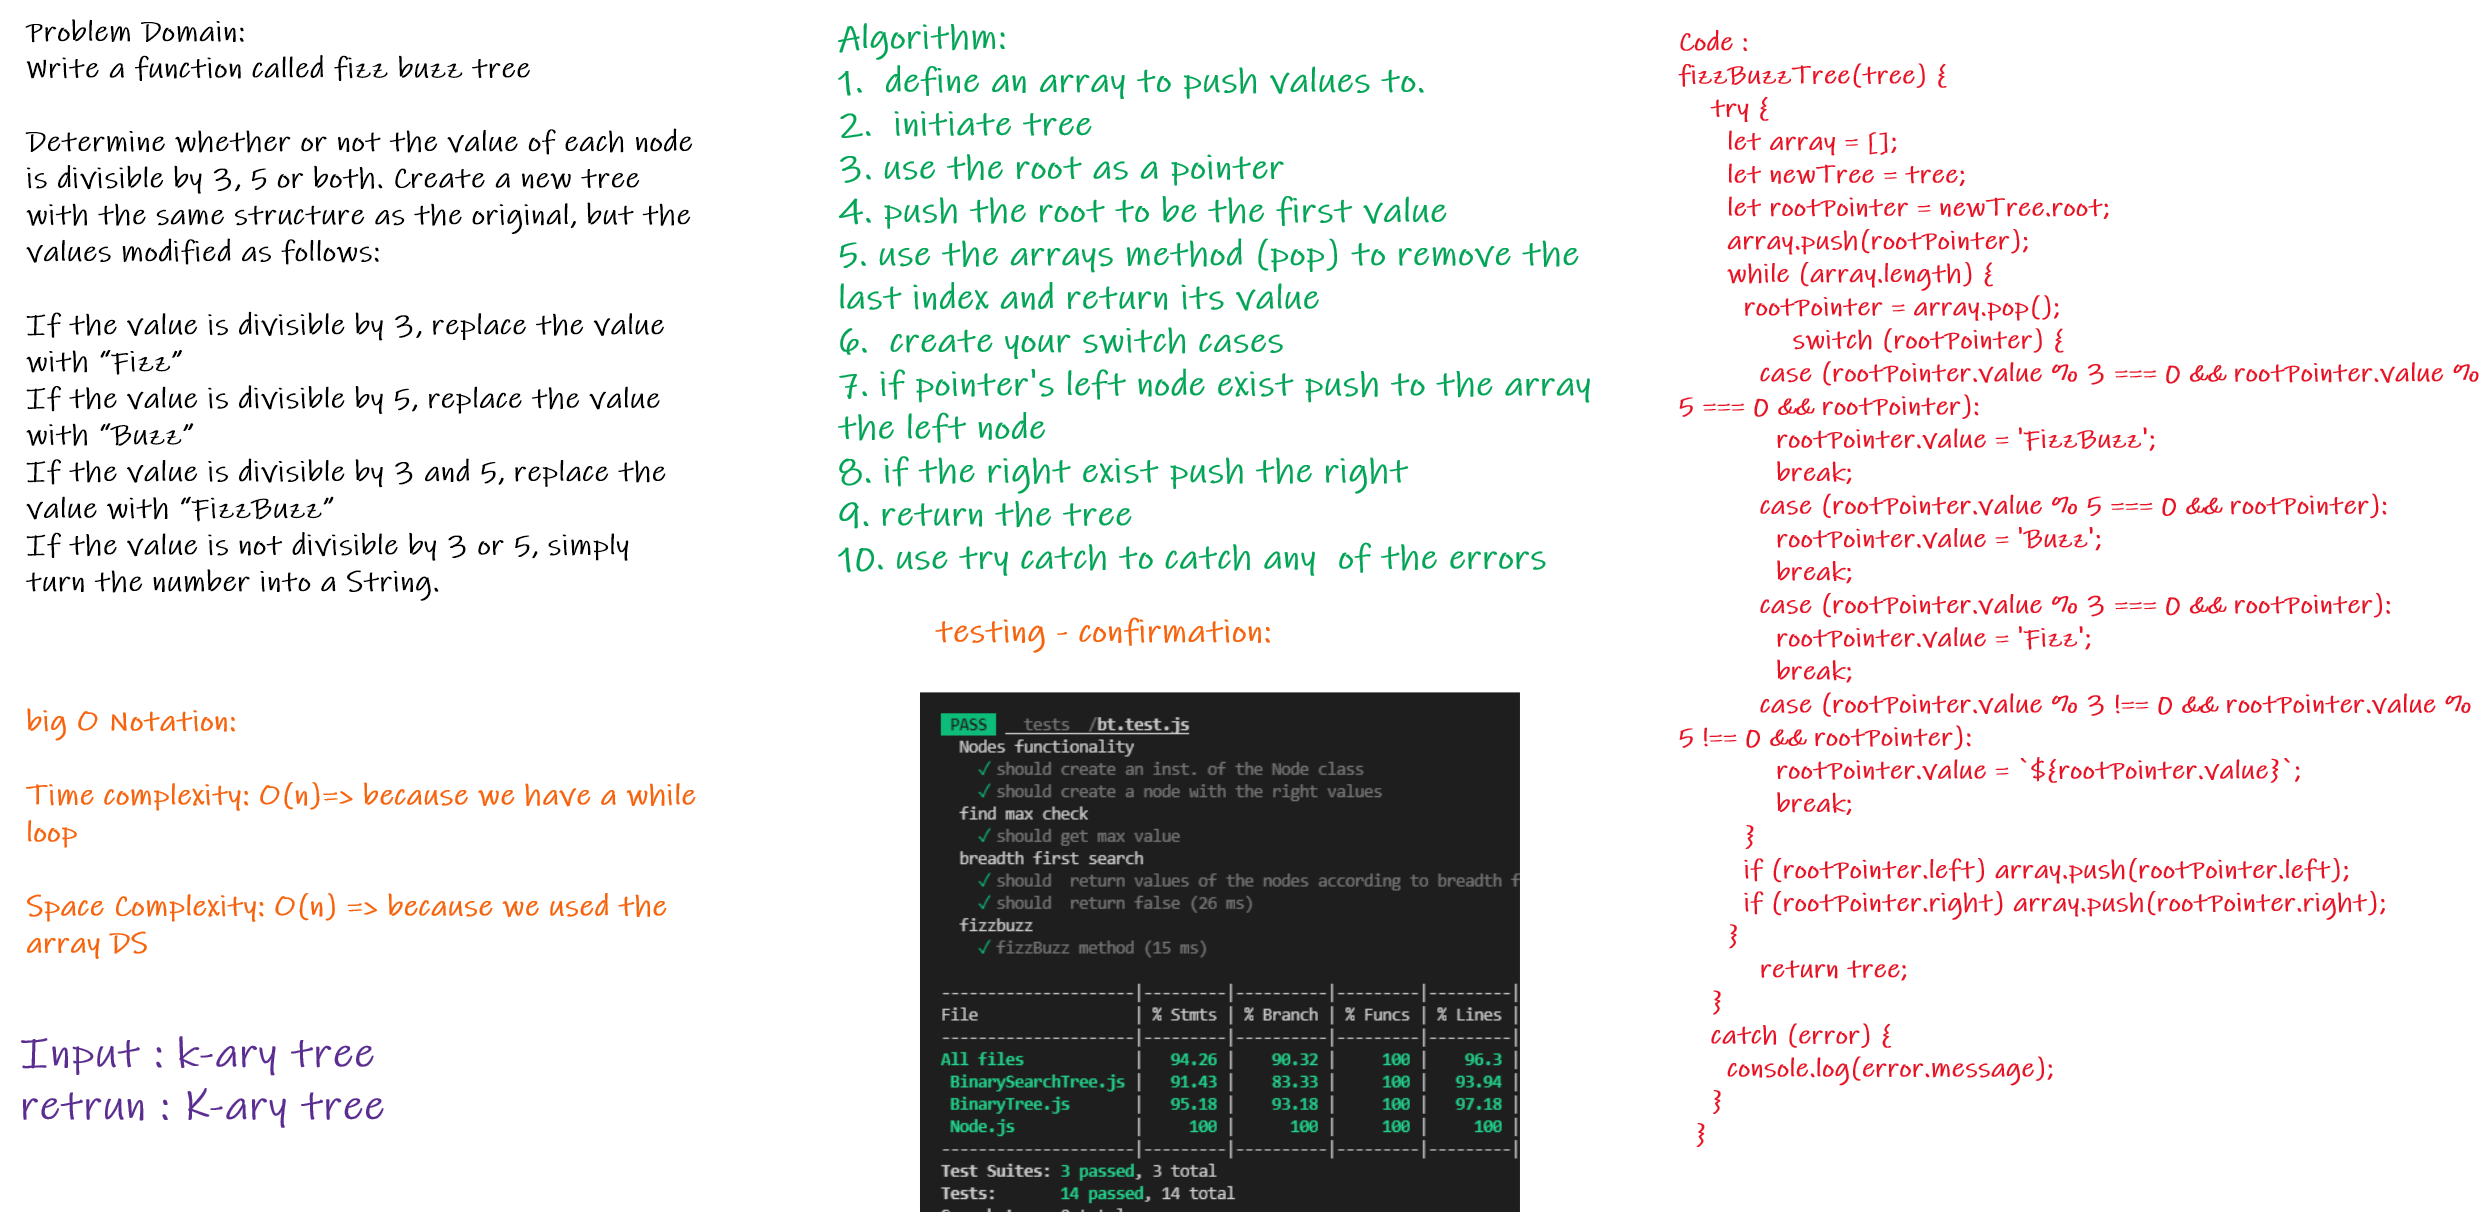 Problem Domain:
Write a function called fizz buzz tree
Determine whether or not the value of each node
is divisible by 3, 5 or both. Create a new tree
with the same structure as the original, but the
values modified as follows:
If the value is divisible by 3, replace the value
with “Fizz”
If the value is divisible by 5, replace the value
with “Buzz”
If the value is divisible by 3 and 5, replace the
value with “FizzBuzz”
If the value is not divisible by 3 or 5, simply
turn the number into a String.
big O Notation:
Time complexity: O(n)=> because we have a while
loop
Space Complexity: O(n) => because we used the
array DS
Input : k-ary tree
retrun : K-ary tree
Algorithm:
1. define an array to push values to.
2. initiate tree
3. use the root as a pointer
4. push the root to be the first value
5. use the arrays method (pop) to remove the
last index and return its value
6. create your switch cases
7. if pointer's left node exist push to the array
the left node
8. if the right exist push the right
9. return the tree
10. use try catch to catch any of the errors
testing - confirmation:
PASS __tests__/bt.test.js
Nodes functionality
✓ should create an inst. of the Node class
✓ should create a node with the right values
find max check
✓ should get max value
breadth first search
✓ should return values of the nodes according to breadth f
✓ should return false (26 ms)
fizzbuzz
✓ fizzBuzz method (15 ms)
---------------------|---------|----------|---------|---------|
File | % Stmts | % Branch | % Funcs | % Lines |
---------------------|---------|----------|---------|---------|
All files | 94.26 | 90.32 | 100 | 96.3 |
BinarySearchTree.js | 91.43 | 83.33 | 100 | 93.94 |
BinaryTree.js | 95.18 | 93.18 | 100 | 97.18 |
Node.js | 100 | 100 | 100 | 100 |
---------------------|---------|----------|---------|---------|
Test Suites: 3 passed, 3 total
Tests: 14 passed, 14 total
Code :
fizzBuzzTree(tree) {
try {
let array = [];
let newTree = tree;
let rootPointer = newTree.root;
array.push(rootPointer);
while (array.length) {
rootPointer = array.pop();
switch (rootPointer) {
case (rootPointer.value % 3 === 0 && rootPointer.value %
5 === 0 && rootPointer):
rootPointer.value = 'FizzBuzz';
break;
case (rootPointer.value % 5 === 0 && rootPointer):
rootPointer.value = 'Buzz';
break;
case (rootPointer.value % 3 === 0 && rootPointer):
rootPointer.value = 'Fizz';
break;
case (rootPointer.value % 3 !== 0 && rootPointer.value %
5 !== 0 && rootPointer):
rootPointer.value = `${rootPointer.value}`;
break;
}
if (rootPointer.left) array.push(rootPointer.left);
if (rootPointer.right) array.push(rootPointer.right);
}
return tree;
}
catch (error) {
console.log(error.message);
}
}